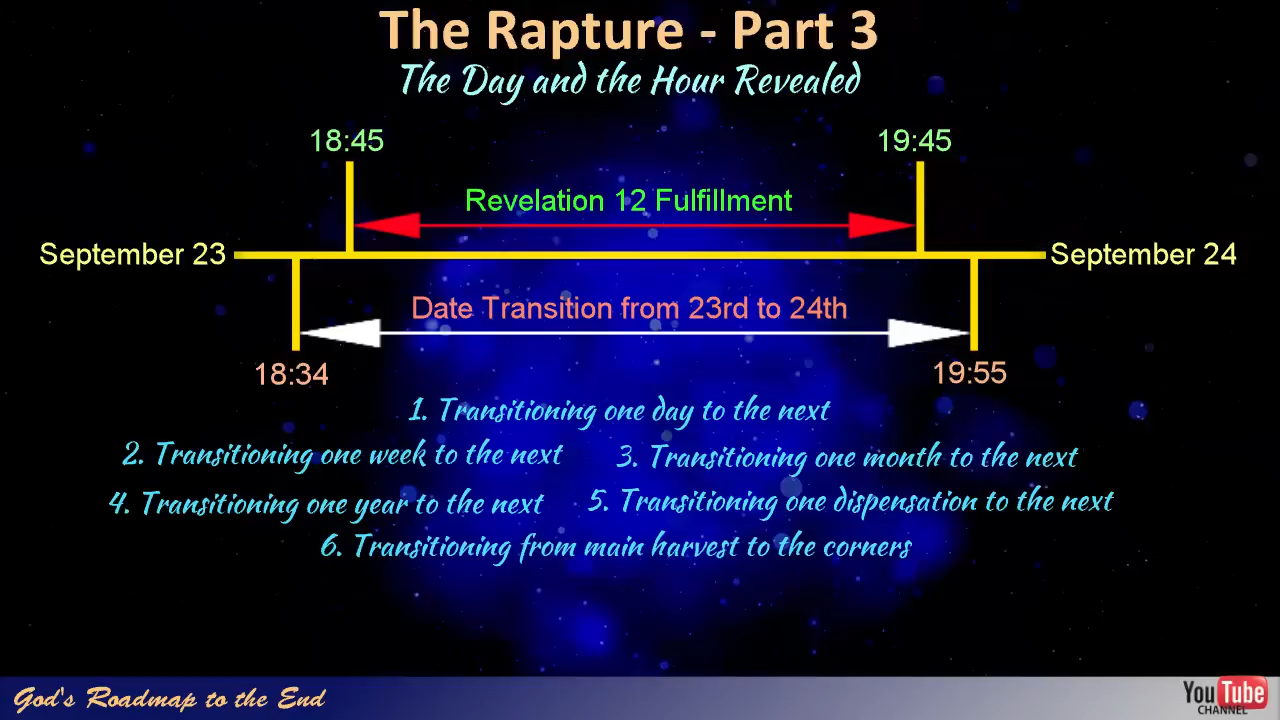 The Rapture - Part 3
The Day and the Hour Revealed
18:45 19:45
Revelation 12 Fulfillment
September 23 September 24
Date Transition from 23rd to 24th
18:34 19:55
1. Transitioning one day to the next
2. Transitioning one week to the next 3. Transitioning one month to the next
4. Transitioning one year to the next 5. Transitioning one dispensation to the next
6. Transitioning from main harvest to the corners
God's Roadmap to the End
YouTube
CHANNEL